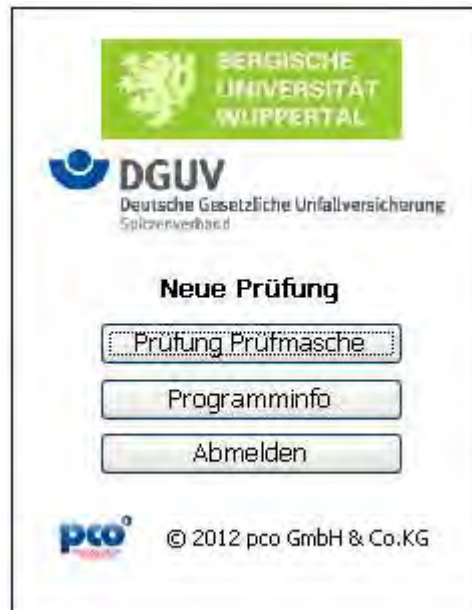 BERGISCHE
UNIVERSITÄT
WUPPERTAL
DGUV
Deutsche Gesetzliche Unfallversicherung
Spitzenverband
Neue Prüfung
Prüfung Prüfmasche
Programminfo
Abmelden
pco
© 2012 pco GmbH & Co.KG